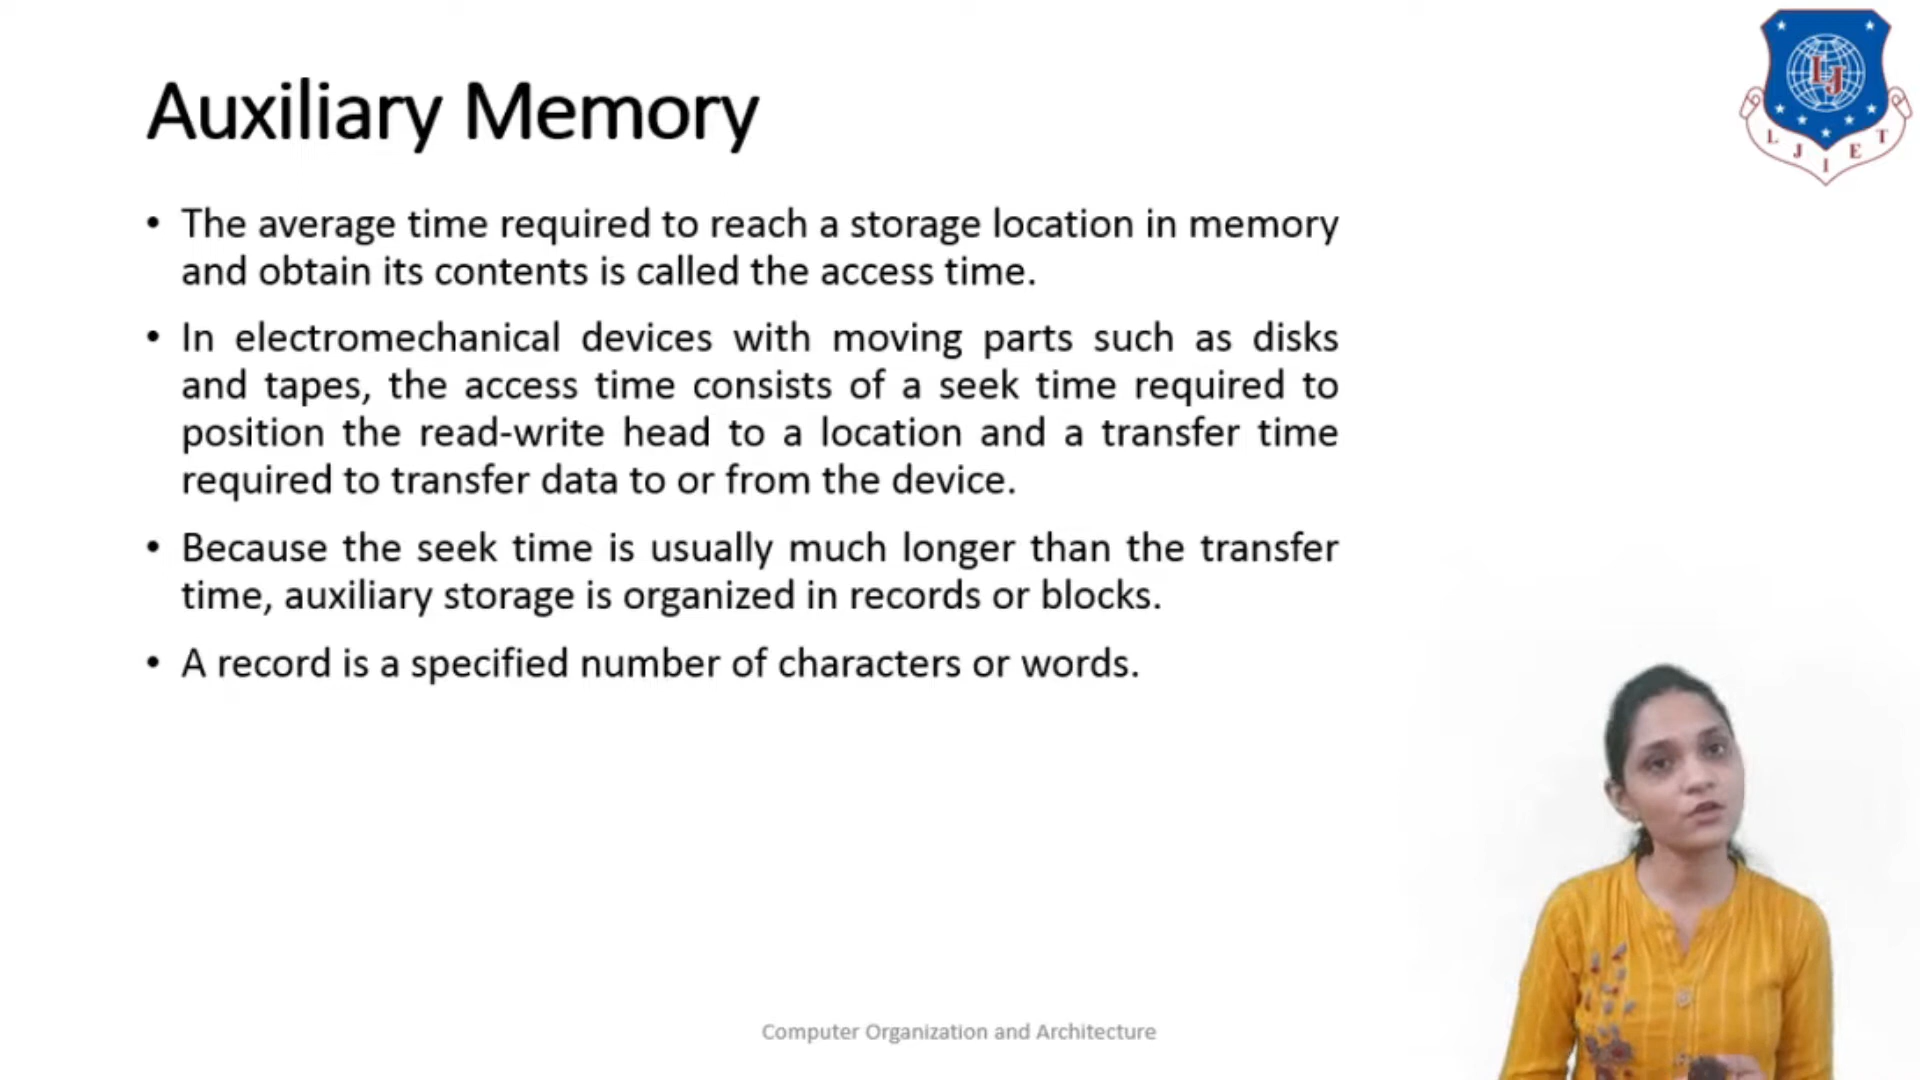 Auxiliary Memory
• The average time required to reach a storage location in memory
and obtain its contents is called the access time.
• In electromechanical devices with moving parts such as disks
and tapes, the access time consists of a seek time required to
position the read-write head to a location and a transfer time
required to transfer data to or from the device.
• Because the seek time is usually much longer than the transfer
time, auxiliary storage is organized in records or blocks.
• A record is a specified number of characters or words.
LJ
L J I E T
Computer Organization and Architecture